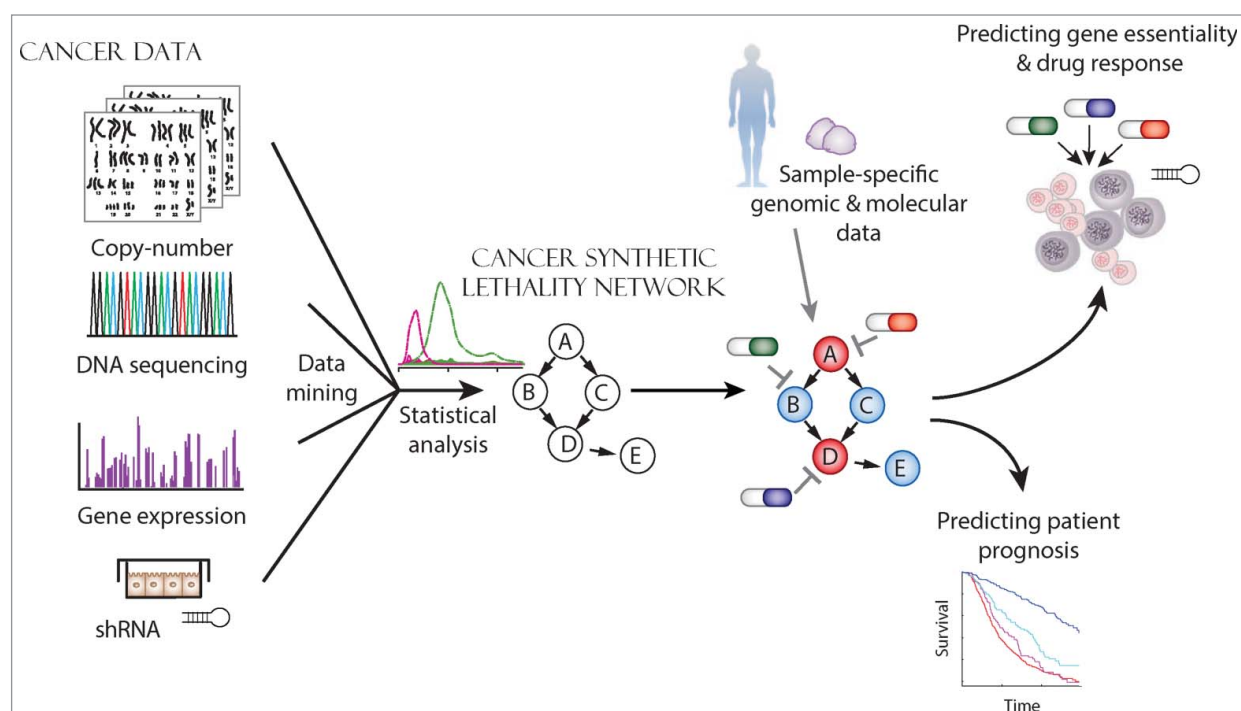 CANCER DATA
Copy-number
DNA sequencing
Gene expression
shRNA
Data
mining
Statistical
analysis
CANCER SYNTHETIC
LETHALITY NETWORK
A
B
C
D
E
Sample-specific
genomic & molecular
data
A
B
C
D
E
Predicting gene essentiality
& drug response
Predicting patient
prognosis
Survival
Time